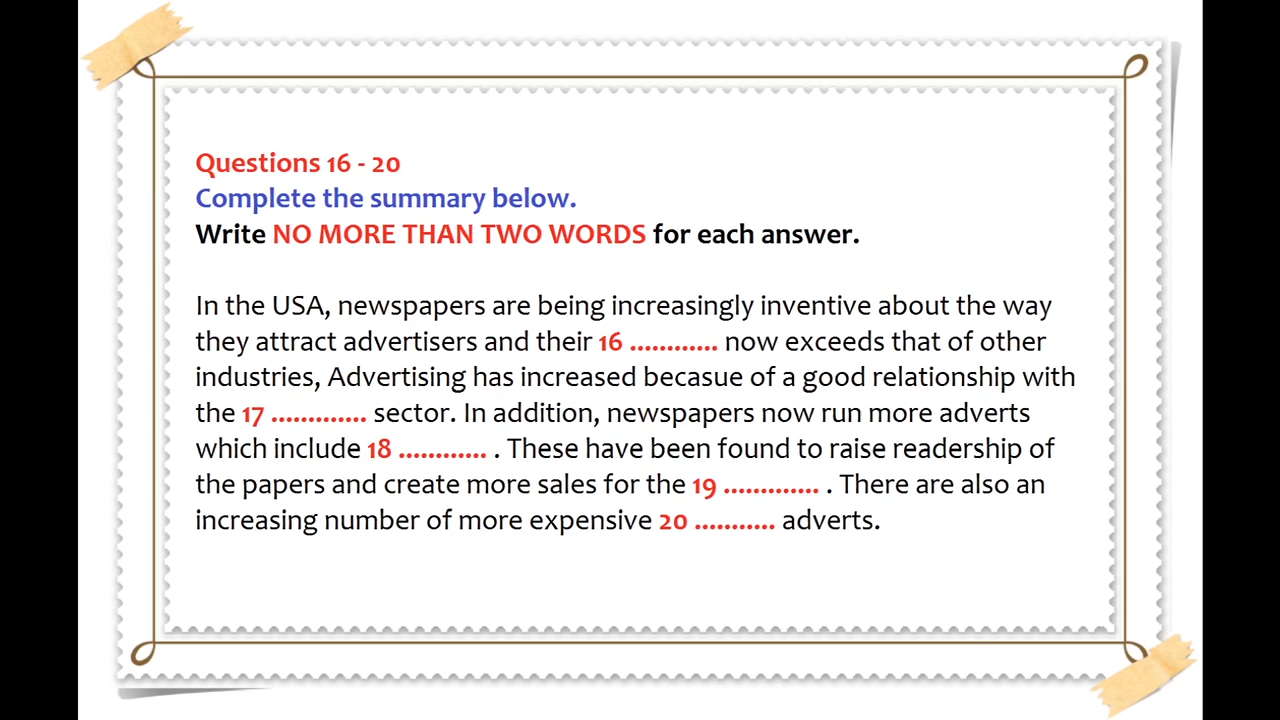 Questions 16 - 20
Complete the summary below.
Write NO MORE THAN TWO WORDS for each answer.
In the USA, newspapers are being increasingly inventive about the way
they attract advertisers and their 16 ............ now exceeds that of other
industries, Advertising has increased becasue of a good relationship with
the 17 ............. sector. In addition, newspapers now run more adverts
which include 18 ............ . These have been found to raise readership of
the papers and create more sales for the 19 ............. . There are also an
increasing number of more expensive 20 ........... adverts.